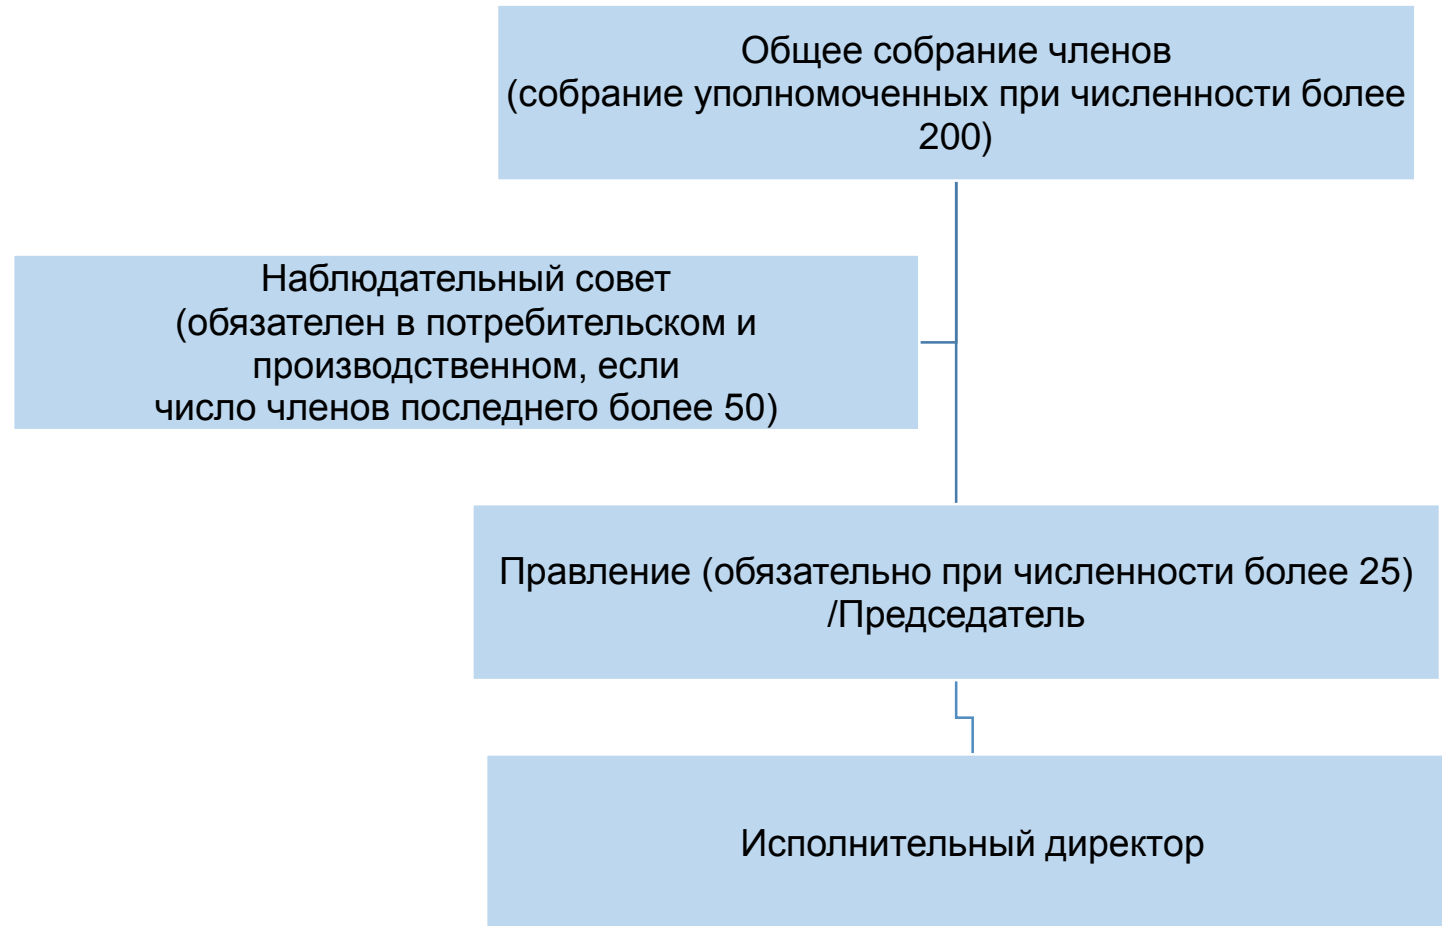 Общее собрание членов
(собрание уполномоченных при численности более
200)
Наблюдательный совет
(обязателен в потребительском и
производственном, если
число членов последнего более 50)
Правление (обязательно при численности более 25)
/Председатель
Исполнительный директор